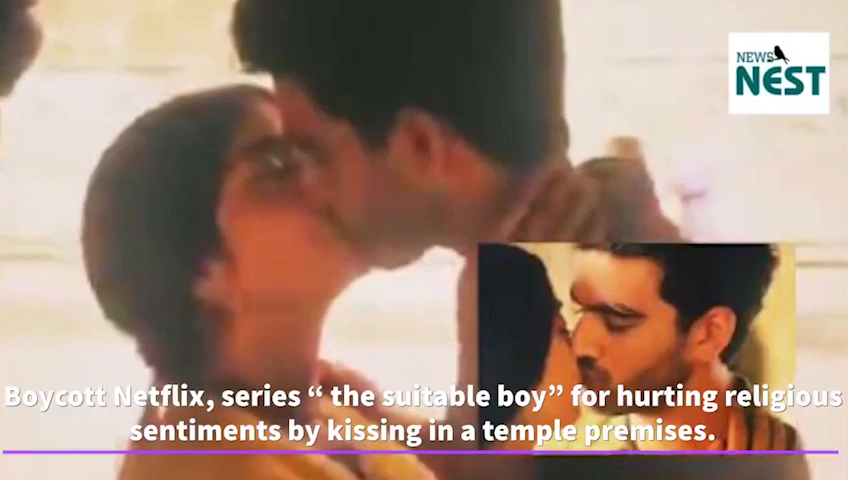 NEWS
NEST
Boycott Netflix, series “ the suitable boy” for hurting religious
sentiments by kissing in a temple premises.